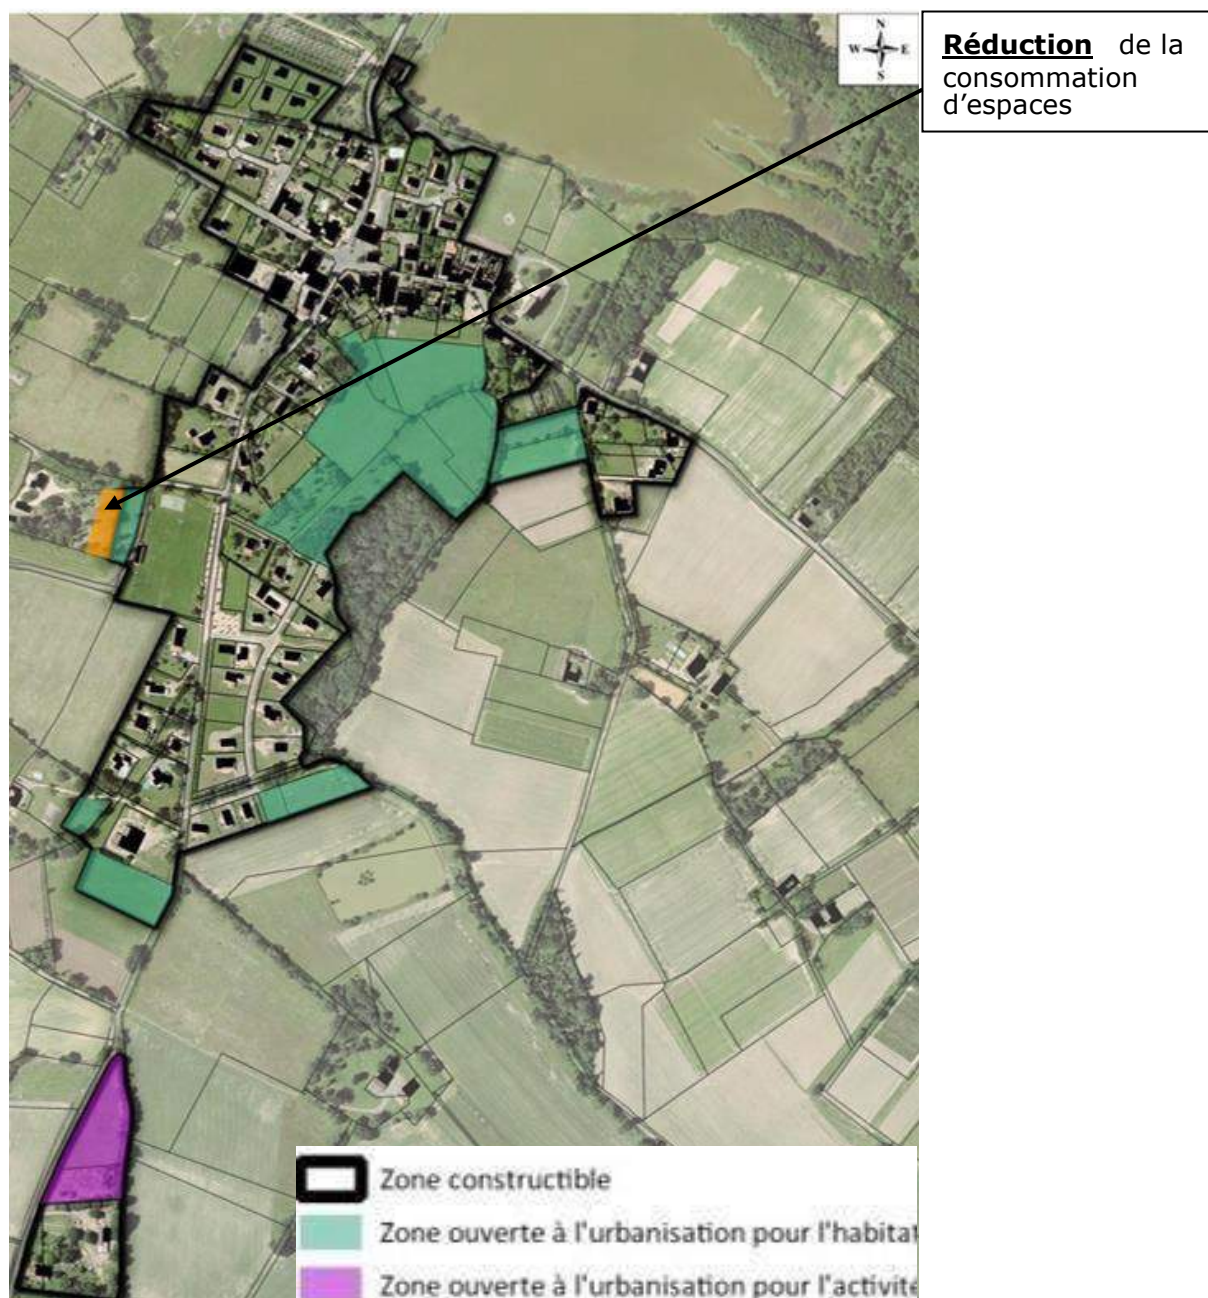 N
W E
S
Réduction de la
consommation
d'espaces
Zone constructible
Zone ouverte à l'urbanisation pour l'habitat
Zone ouverte à l'urbanisation pour l'activité